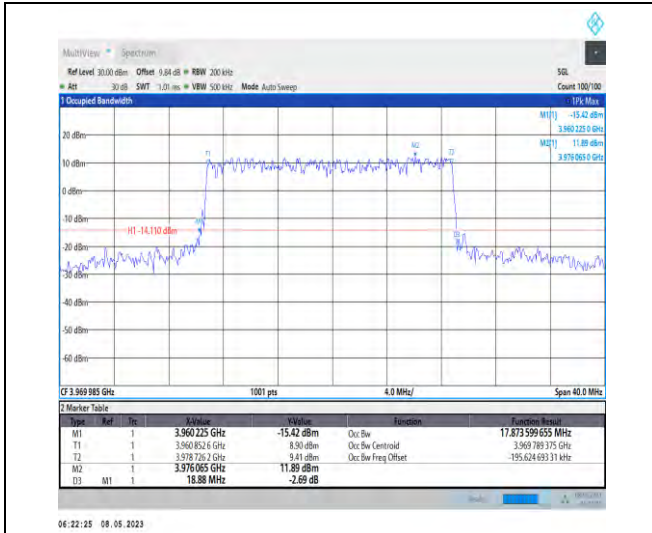 MultiView Spectrum
Ref Level 30.00 dBm Offset 9.84 dB RBW 200 kHz SGL
Att 30 dB SWT 1.01 ms VBW 500 kHz Mode Auto Sweep Count 100/100
1 Occupied Bandwidth 1Pk Max
M1[1] -15.42 dBm
3.960 225 0 GHz
M2[1] 11.89 dBm
3.976 065 0 GHz
20 dBm
M2
T1 T2
10 dBm
0 dBm
-10 dBm
M1
H1 -14.110 dBm
D3
-20 dBm
-30 dBm
-40 dBm
-50 dBm
-60 dBm
CF 3.969 985 GHz 1001 pts 4.0 MHz/ Span 40.0 MHz
2 Marker Table
Type Ref Trc X-Value Y-Value Function Function Result
M1 1 3.960 225 GHz -15.42 dBm Occ Bw 17.873 599 655 MHz
T1 1 3.960 852 6 GHz 8.90 dBm Occ Bw Centroid 3.969 789 375 GHz
T2 1 3.978 726 2 GHz 9.41 dBm Occ Bw Freq Offset -195.624 693 31 kHz
M2 1 3.976 065 GHz 11.89 dBm
D3 M1 1 18.88 MHz -2.69 dB
06:22:25 08.05.2023